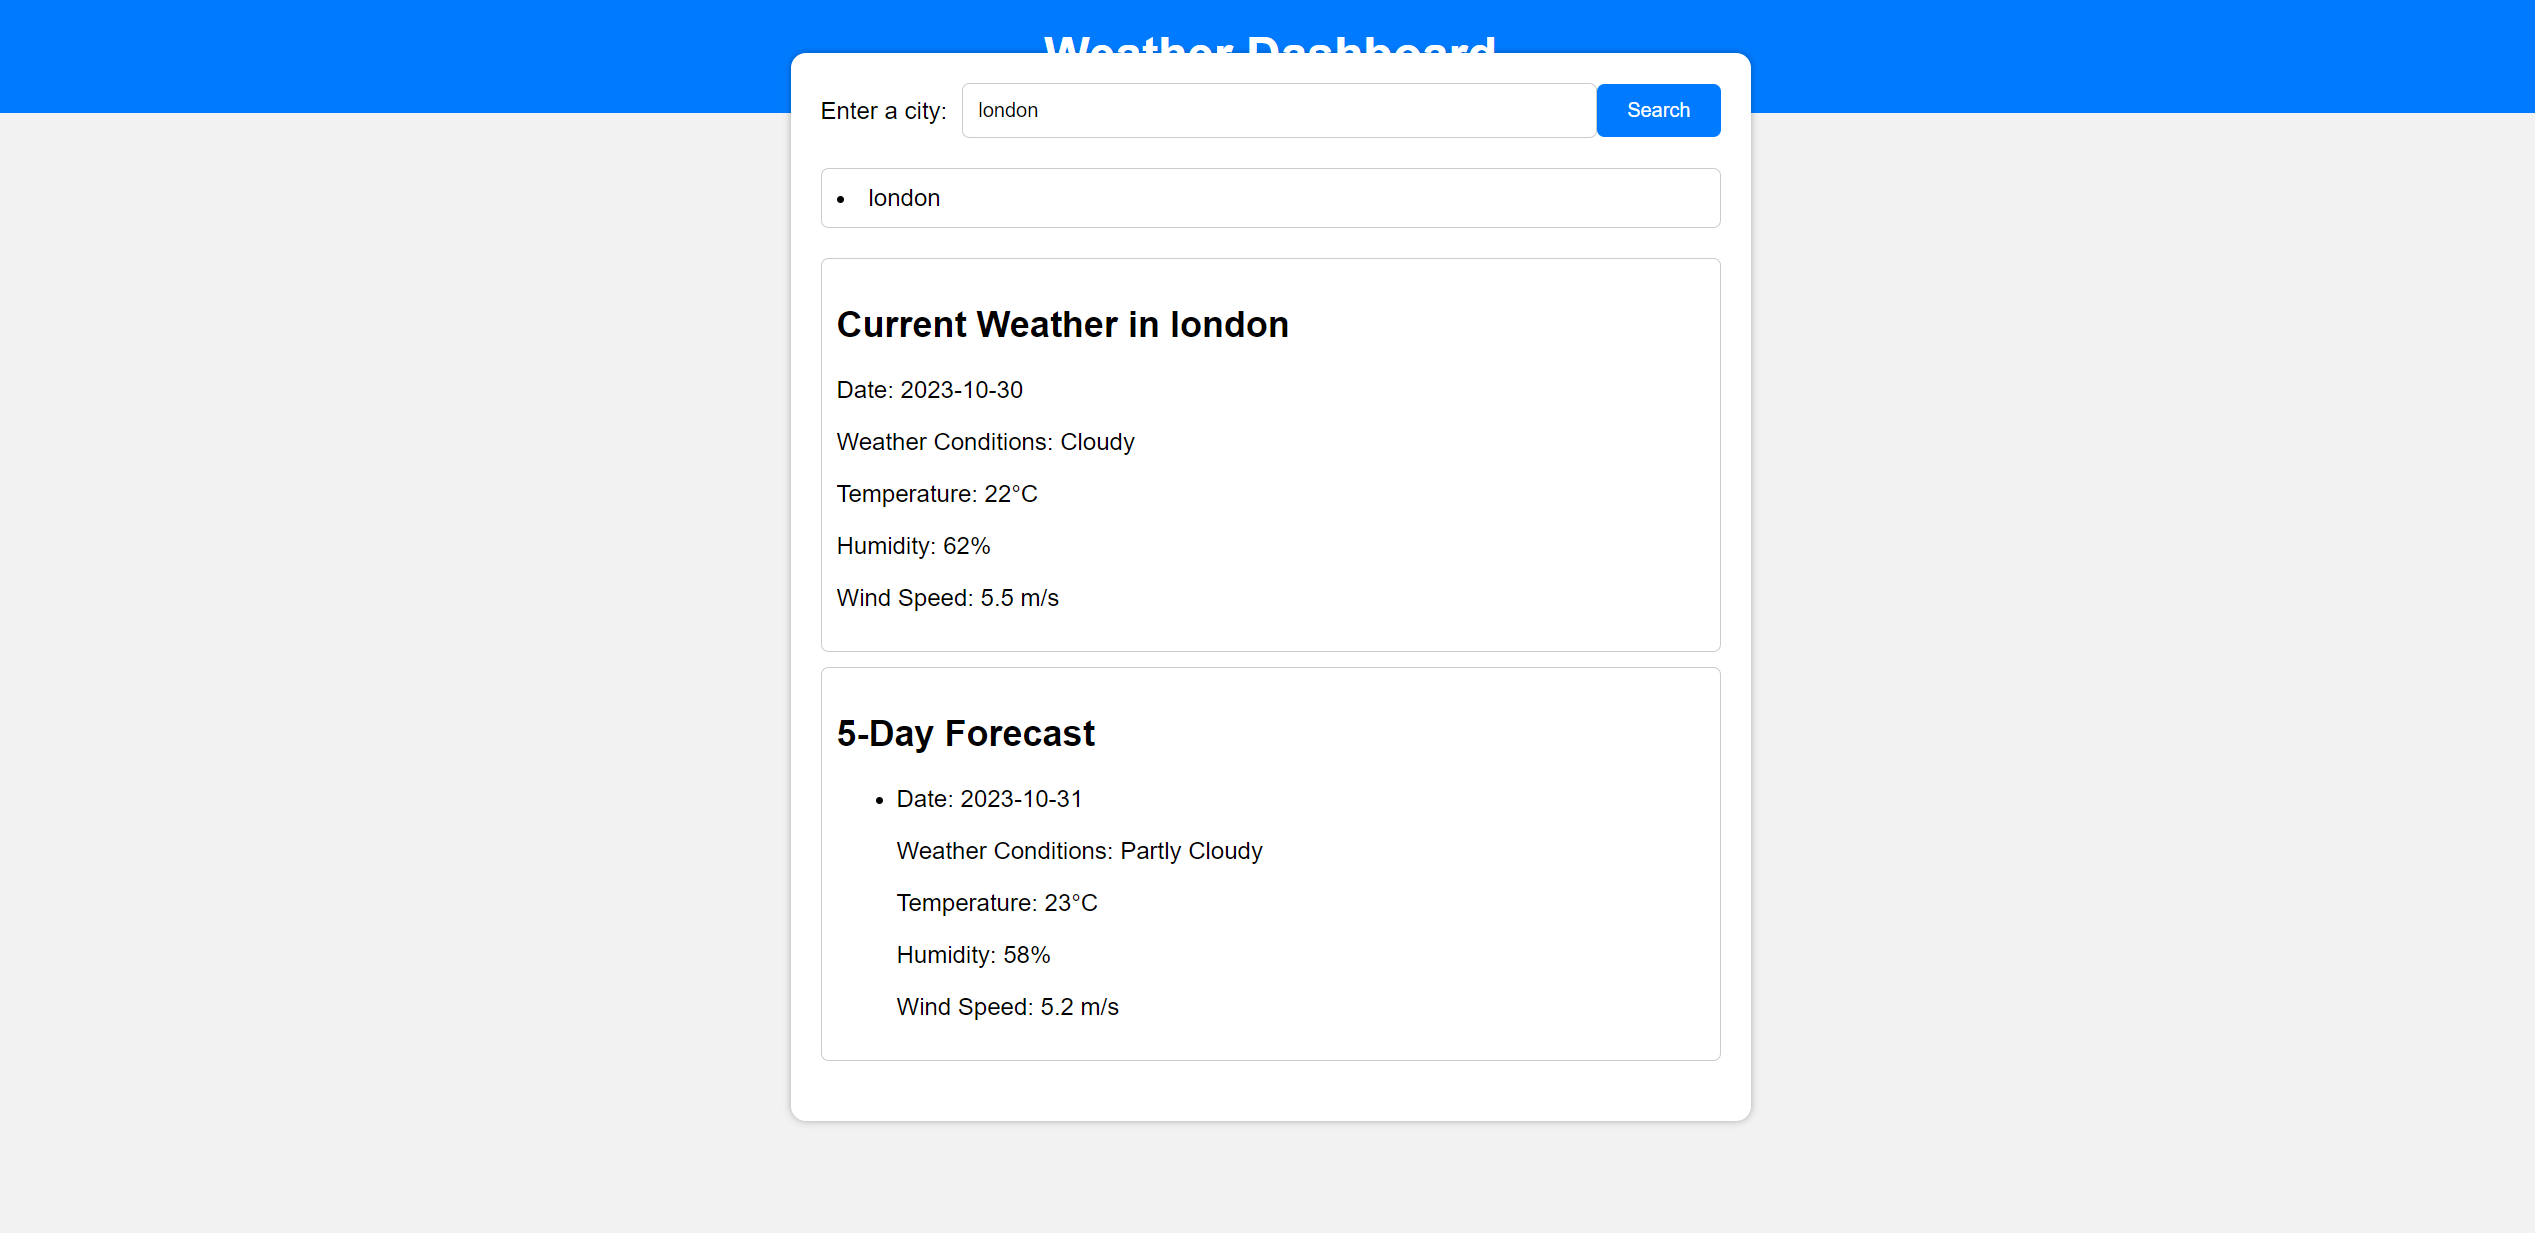 Weather Dashboard
Enter a city: london Search
london
Current Weather in london
Date: 2023-10-30
Weather Conditions: Cloudy
Temperature: 22°C
Humidity: 62%
Wind Speed: 5.5 m/s
5-Day Forecast
Date: 2023-10-31
Weather Conditions: Partly Cloudy
Temperature: 23°C
Humidity: 58%
Wind Speed: 5.2 m/s